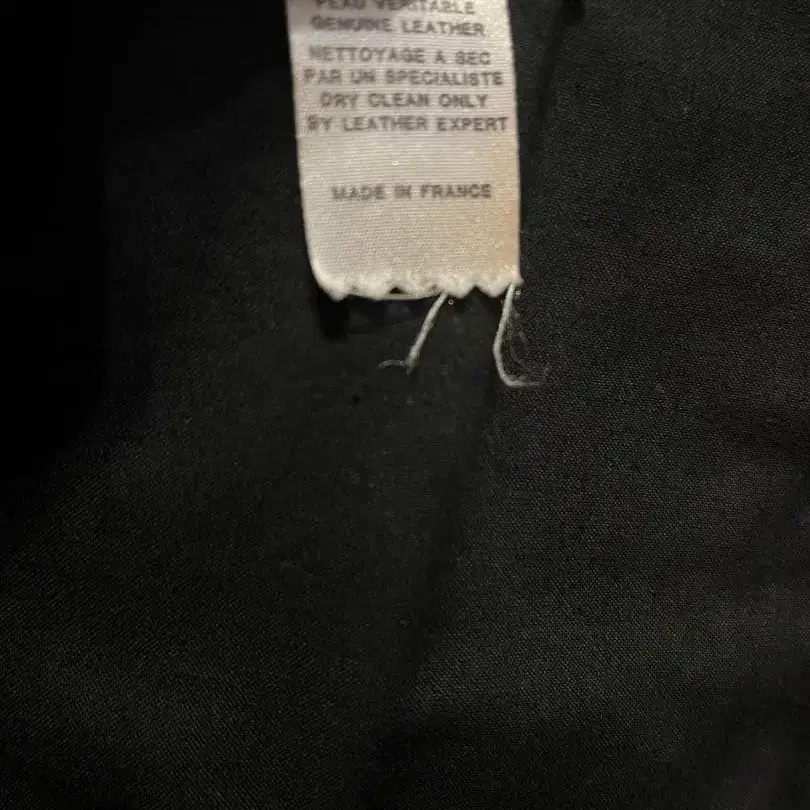 PEAU VERITABLE
GENUINE LEATHER
NETTOYAGE A SEC
PAR UN SPECIALISTE
DRY CLEAN ONLY
BY LEATHER EXPERT
MADE IN FRANCE